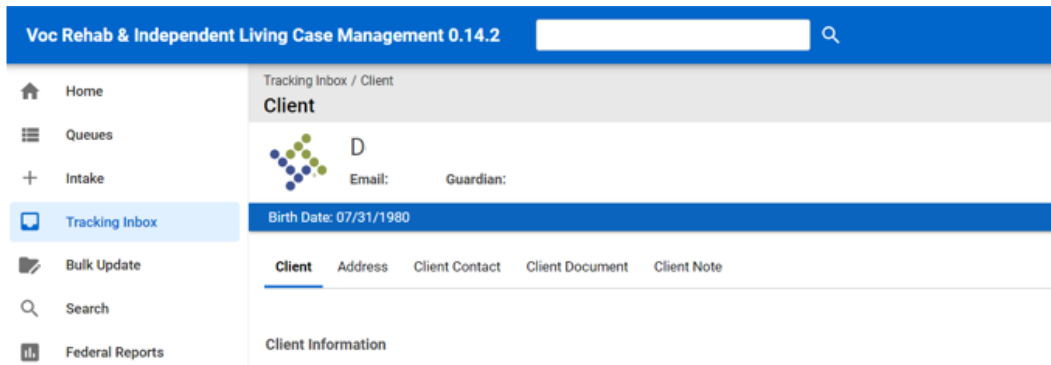 Voc Rehab & Independent Living Case Management 0.14.2
Home
Queues
Intake
Tracking Inbox
Bulk Update
Search
Federal Reports
Tracking Inbox / Client
Client
D
Email: Guardian:
Birth Date: 07/31/1980
Client Address Client Contact Client Document Client Note
Client Information